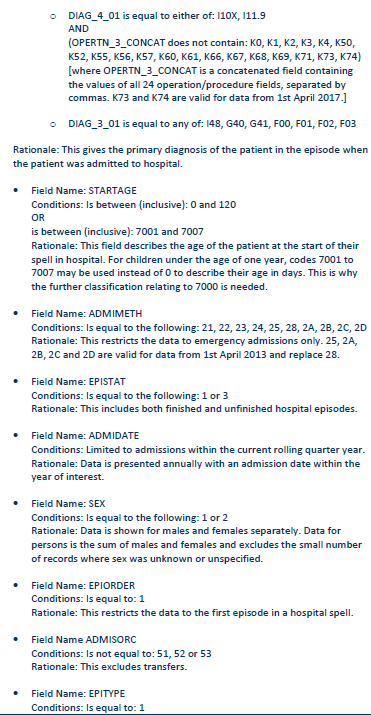 o DIAG_4_01 is equal to either of: I10X, I11.9
AND
(OPERTN_3_CONCAT does not contain: K0, K1, K2, K3, K4, K50,
K52, K55, K56, K57, K60, K61, K66, K67, K68, K69, K71, K73, K74)
[where OPERTN_3_CONCAT is a concatenated field containing
the values of all 24 operation/procedure fields, separated by
commas. K73 and K74 are valid for data from 1st April 2017.]
o DIAG_3_01 is equal to any of: I48, G40, G41, F00, F01, F02, F03
Rationale: This gives the primary diagnosis of the patient in the episode when
the patient was admitted to hospital.
• Field Name: STARTAGE
Conditions: Is between (inclusive): 0 and 120
OR
is between (inclusive): 7001 and 7007
Rationale: This field describes the age of the patient at the start of their
spell in hospital. For children under the age of one year, codes 7001 to
7007 may be used instead of 0 to describe their age in days. This is why
the further classification relating to 7000 is needed.
• Field Name: ADMIMETH
Conditions: Is equal to the following: 21, 22, 23, 24, 25, 28, 2A, 2B, 2C, 2D
Rationale: This restricts the data to emergency admissions only. 25, 2A,
2B, 2C and 2D are valid for data from 1st April 2013 and replace 28.
• Field Name: EPISTAT
Conditions: Is equal to the following: 1 or 3
Rationale: This includes both finished and unfinished hospital episodes.
• Field Name: ADMIDATE
Conditions: Limited to admissions within the current rolling quarter year.
Rationale: Data is presented annually with an admission date within the
year of interest.
• Field Name: SEX
Conditions: Is equal to the following: 1 or 2
Rationale: Data is shown for males and females separately. Data for
persons is the sum of males and females and excludes the small number
of records where sex was unknown or unspecified.
• Field Name: EPIORDER
Conditions: Is equal to: 1
Rationale: This restricts the data to the first episode in a hospital spell.
• Field Name ADMISORC
Conditions: Is not equal to: 51, 52 or 53
Rationale: This excludes transfers.
• Field Name: EPITYPE
Conditions: Is equal to: 1